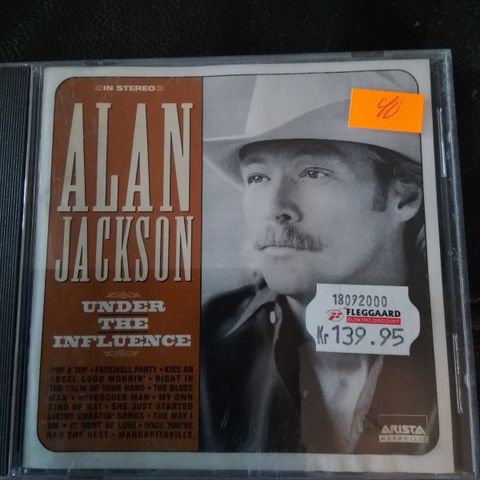 IN STEREO
ALAN
JACKSON
UNDER
THE
INFLUENCE
POP A TOP • FAREWELL PARTY • KISS AN
ANGEL GOOD MORNIN' • RIGHT IN
THE PALM OF YOUR HAND • THE BLUES
MAN • REVENOOER MAN • MY OWN
KIND OF HAT • SHE JUST STARTED
LIKING CHEATIN' SONGS • THE WAY I
AM • IT MUST BE LOVE • ONCE YOU'VE
HAD THE BEST • MARGARITAVILLE
40
18092000
FLEGGAARD
ELEKTRO DISCOUNT
Kr 139.95
ARISTA
NASHVILLE